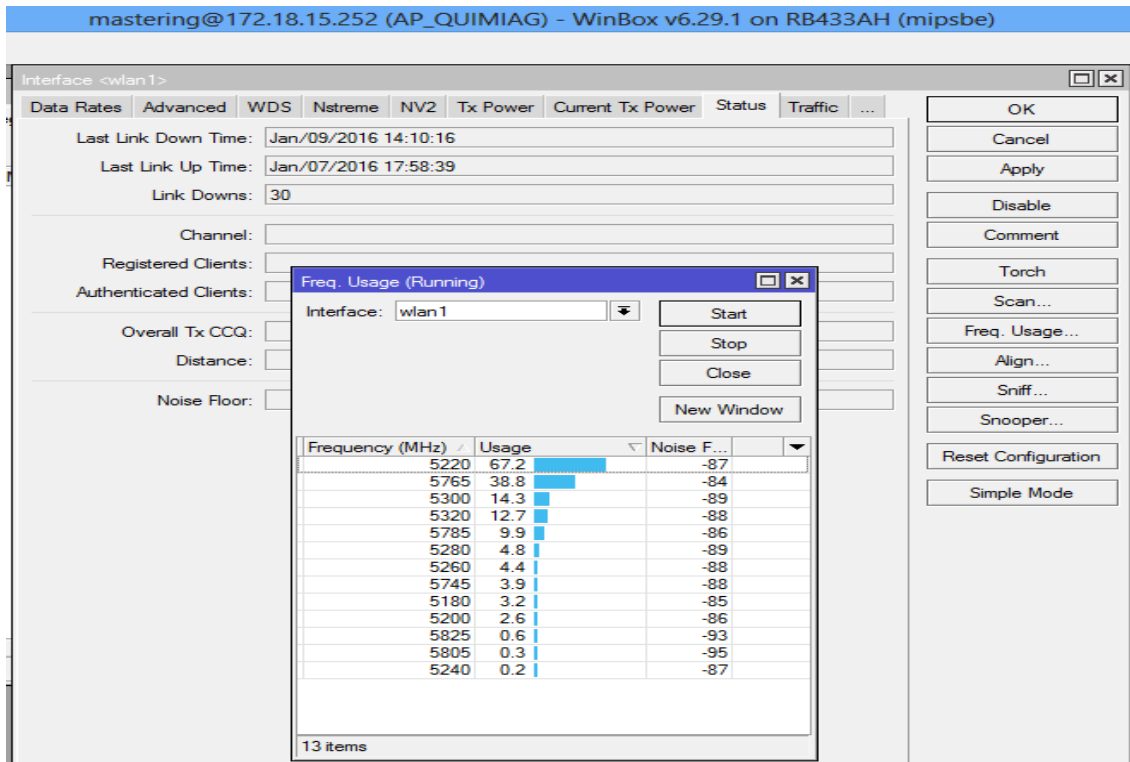 mastering@172.18.15.252 (AP_QUIMIAG) - WinBox v6.29.1 on RB433AH (mipsbe)
Interface <wlan1>
Data Rates Advanced WDS Nstreme NV2 Tx Power Current Tx Power Status Traffic ...
Last Link Down Time: Jan/09/2016 14:10:16
Last Link Up Time: Jan/07/2016 17:58:39
Link Downs: 30
Channel:
Registered Clients:
Authenticated Clients:
Overall Tx CCQ:
Distance:
Noise Floor:
OK
Cancel
Apply
Disable
Comment
Torch
Scan...
Freq. Usage...
Align...
Sniff...
Snooper...
Reset Configuration
Simple Mode
Freq. Usage (Running)
Interface: wlan1
Start
Stop
Close
New Window
Frequency (MHz) Usage Noise F...
5220 67.2 -87
5765 38.8 -84
5300 14.3 -89
5320 12.7 -88
5785 9.9 -86
5280 4.8 -89
5260 4.4 -88
5745 3.9 -88
5180 3.2 -85
5200 2.6 -86
5825 0.6 -93
5805 0.3 -95
5240 0.2 -87
13 items